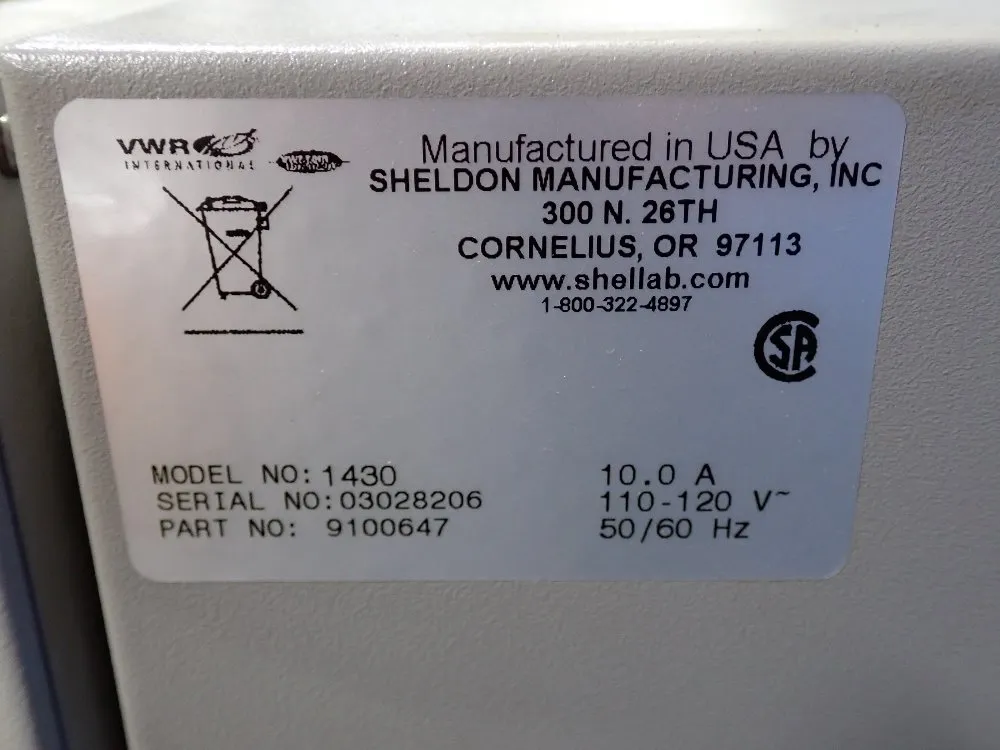 VWR
INTERNATIONAL
Manufactured in USA by
SHELDON MANUFACTURING, INC
300 N. 26TH
CORNELIUS, OR 97113
www.shellab.com
1-800-322-4897
SA
MODEL NO: 1430
SERIAL NO: 03028206
PART NO: 9100647
10.0 A
110-120 V~
50/60 Hz